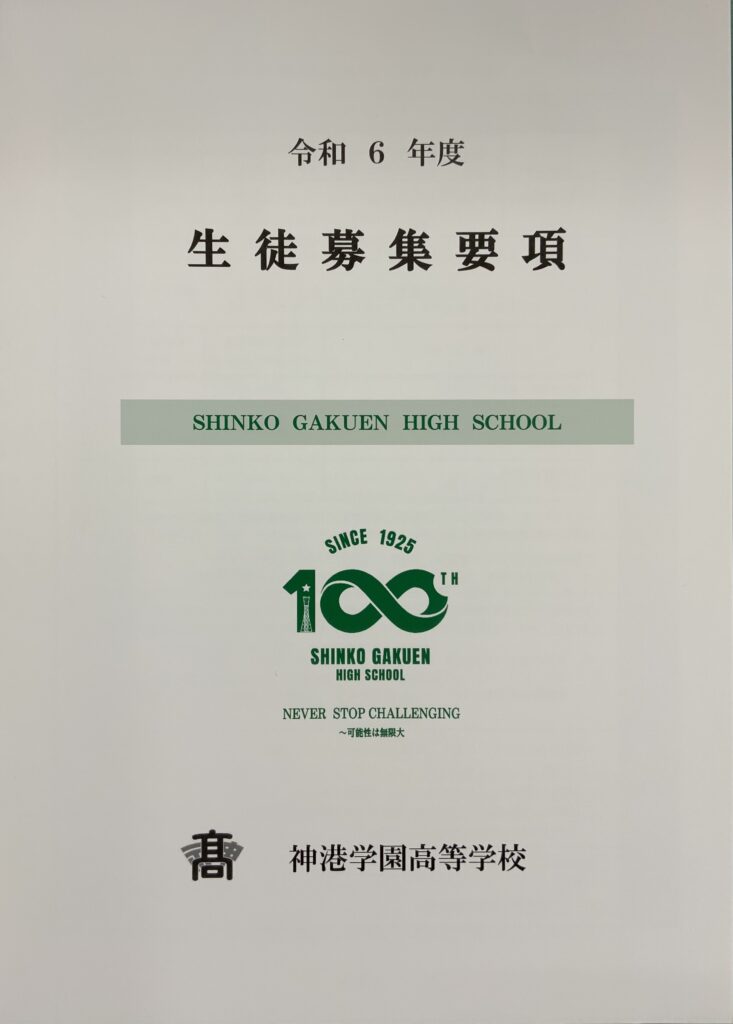 令和 6 年度
生徒募集要項
SHINKO GAKUEN HIGH SCHOOL
SINCE 1925
100TH
SHINKO GAKUEN
HIGH SCHOOL
NEVER STOP CHALLENGING
～可能性は無限大
髙
神港学園高等学校